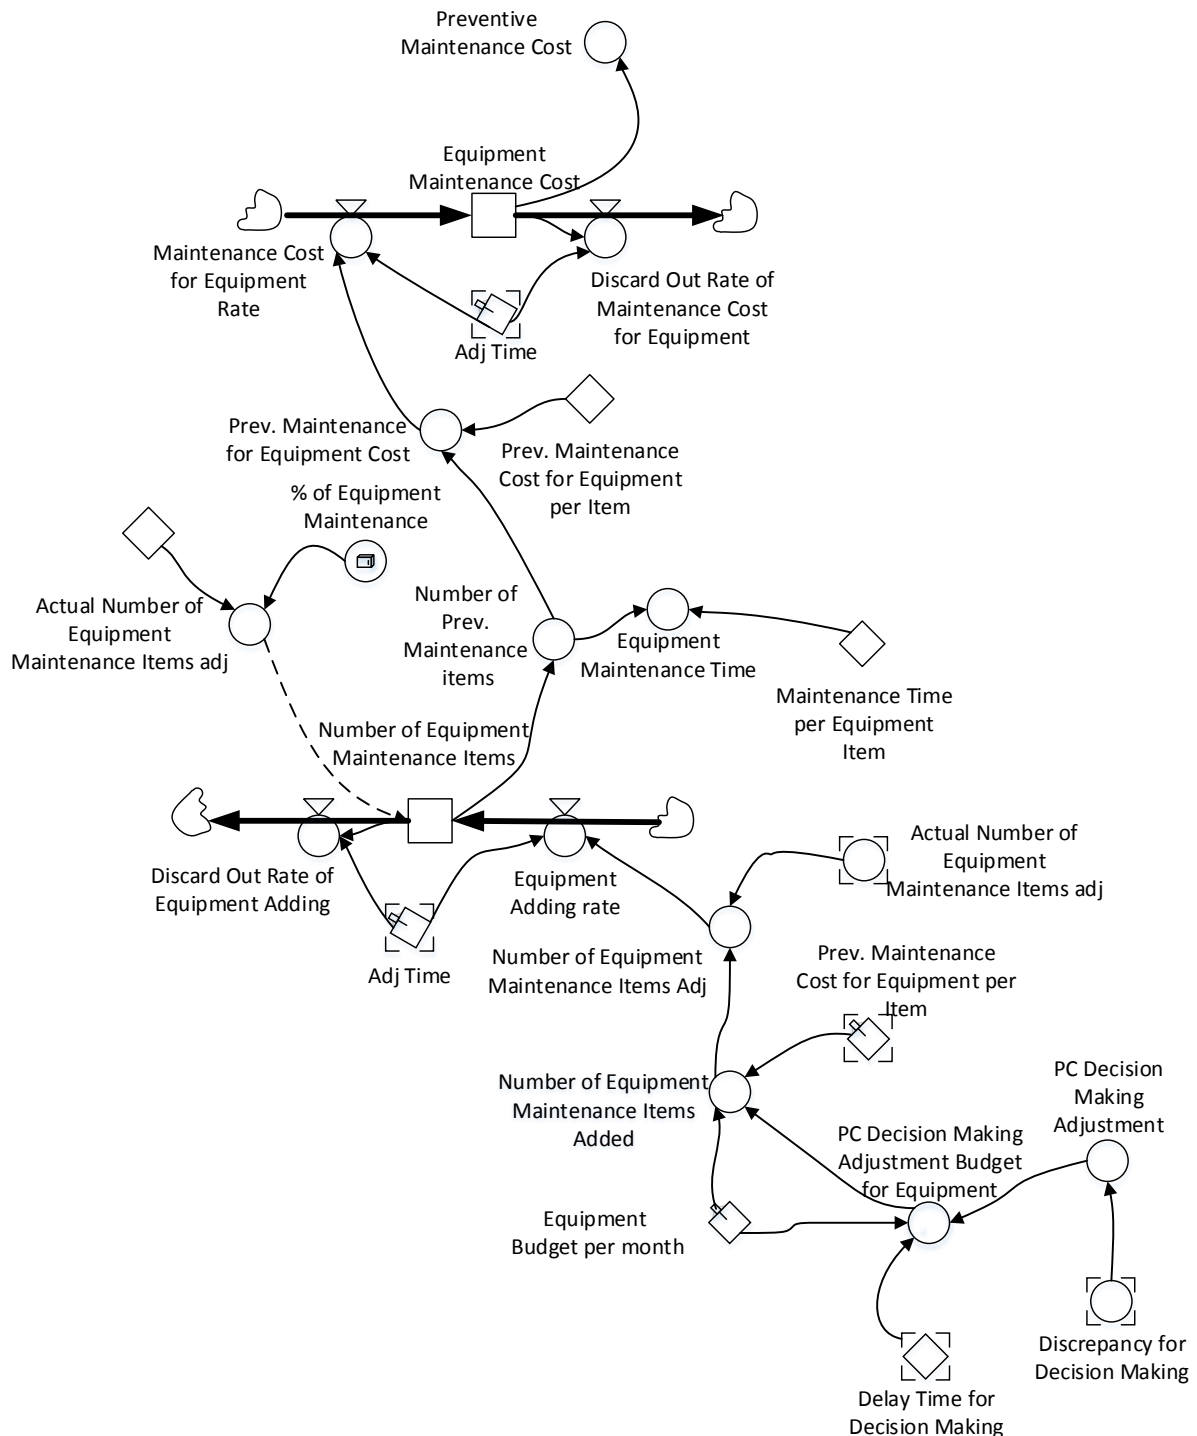 Preventive
Maintenance Cost
Equipment
Maintenance Cost
Maintenance Cost
for Equipment
Rate
Discard Out Rate of
Maintenance Cost
for Equipment
Adj Time
Prev. Maintenance
for Equipment Cost
Prev. Maintenance
Cost for Equipment
per Item
% of Equipment
Maintenance
Actual Number of
Equipment
Maintenance Items adj
Number of
Prev.
Maintenance
items
Equipment
Maintenance Time
Maintenance Time
per Equipment
Item
Number of Equipment
Maintenance Items
Discard Out Rate of
Equipment Adding
Equipment
Adding rate
Adj Time
Actual Number of
Equipment
Maintenance Items adj
Number of Equipment
Maintenance Items Adj
Prev. Maintenance
Cost for Equipment per
Item
Number of Equipment
Maintenance Items
Added
PC Decision
Making
Adjustment
PC Decision Making
Adjustment Budget
for Equipment
Equipment
Budget per month
Discrepancy for
Decision Making
Delay Time for
Decision Making